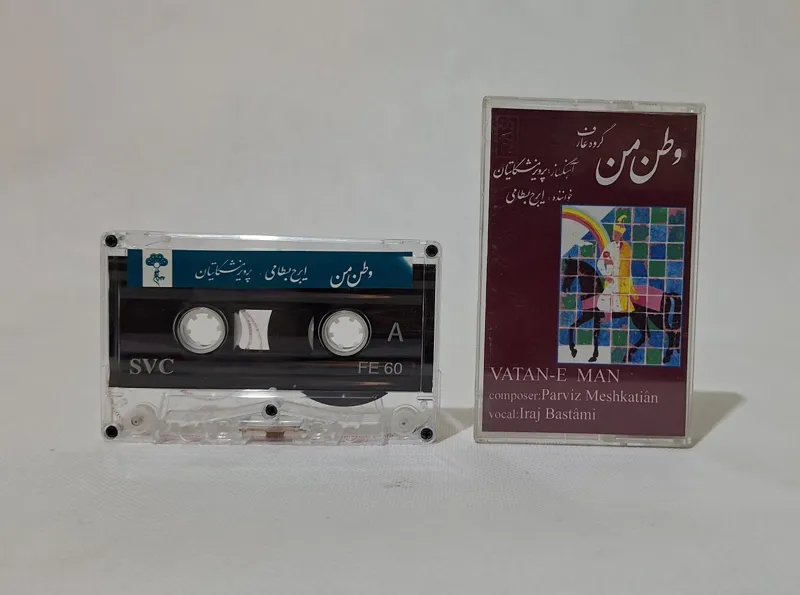 وطن من ایرج بسطامی . پرویز مشکاتیان
A
SVC
FE 60
وطن من
گروه عارف
آهنگساز: پرویز مشکاتیان
خواننده: ایرج بسطامی
VATAN-E MAN
composer:Parviz Meshkatiân
vocal:Iraj Bastâmi